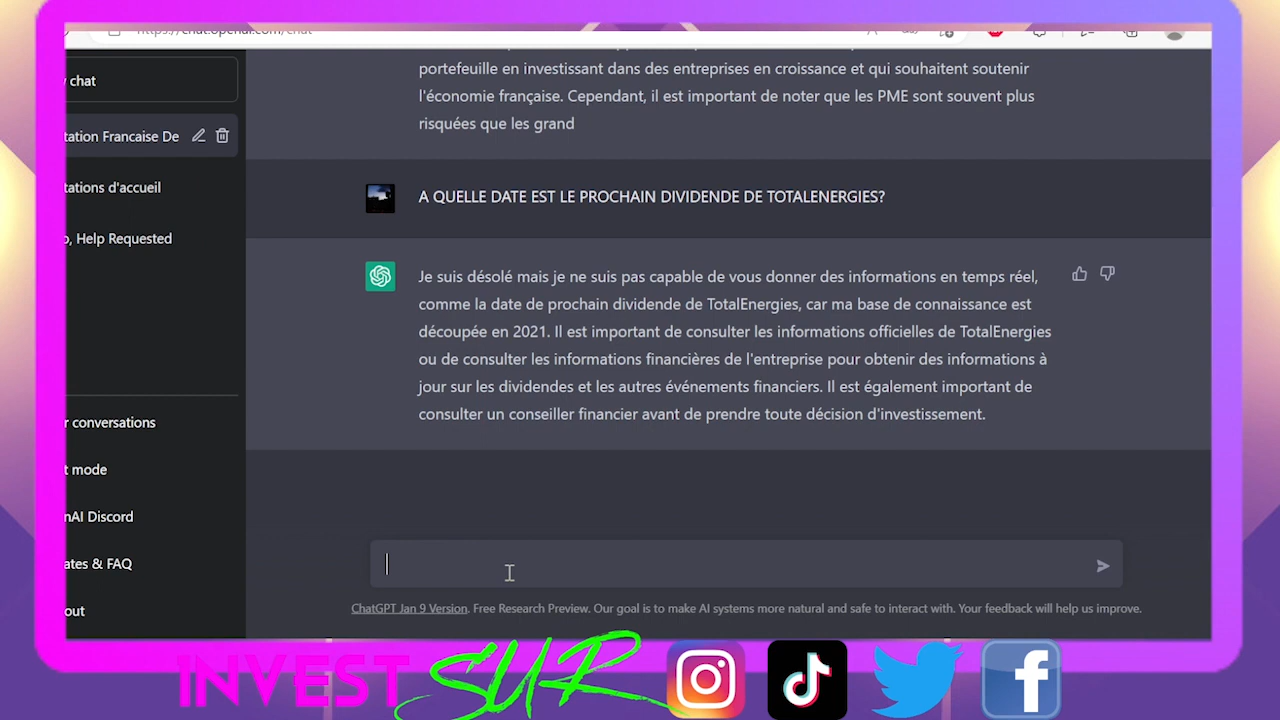 https://chat.openai.com/chat
chat
tation Francaise De
tations d'accueil
o, Help Requested
r conversations
t mode
nAI Discord
ates & FAQ
out
portefeuille en investissant dans des entreprises en croissance et qui souhaitent soutenir
l'économie française. Cependant, il est important de noter que les PME sont souvent plus
risquées que les grand
A QUELLE DATE EST LE PROCHAIN DIVIDENDE DE TOTALENERGIES?
Je suis désolé mais je ne suis pas capable de vous donner des informations en temps réel,
comme la date de prochain dividende de TotalEnergies, car ma base de connaissance est
découpée en 2021. Il est important de consulter les informations officielles de TotalEnergies
ou de consulter les informations financières de l'entreprise pour obtenir des informations à
jour sur les dividendes et les autres événements financiers. Il est également important de
consulter un conseiller financier avant de prendre toute décision d'investissement.
ChatGPT Jan 9 Version. Free Research Preview. Our goal is to make AI systems more natural and safe to interact with. Your feedback will help us improve.
INVEST SUR